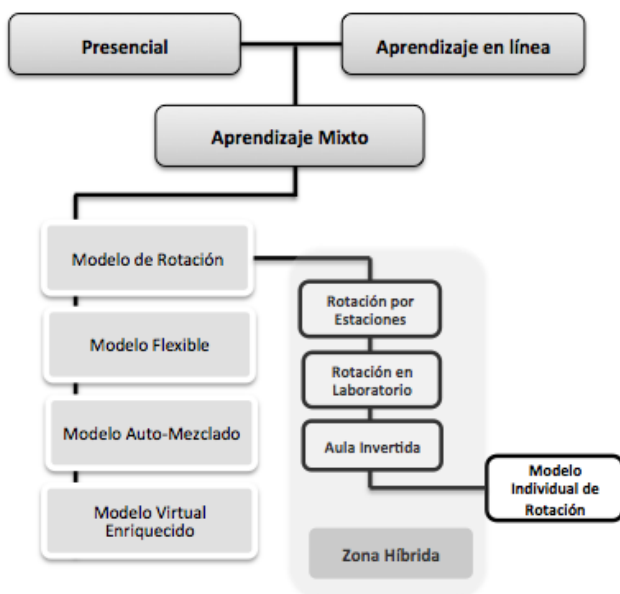 Presencial
Aprendizaje en línea
Aprendizaje Mixto
Modelo de Rotación
Modelo Flexible
Modelo Auto-Mezclado
Modelo Virtual
Enriquecido
Rotación por
Estaciones
Rotación en
Laboratorio
Aula Invertida
Modelo
Individual de
Rotación
Zona Híbrida